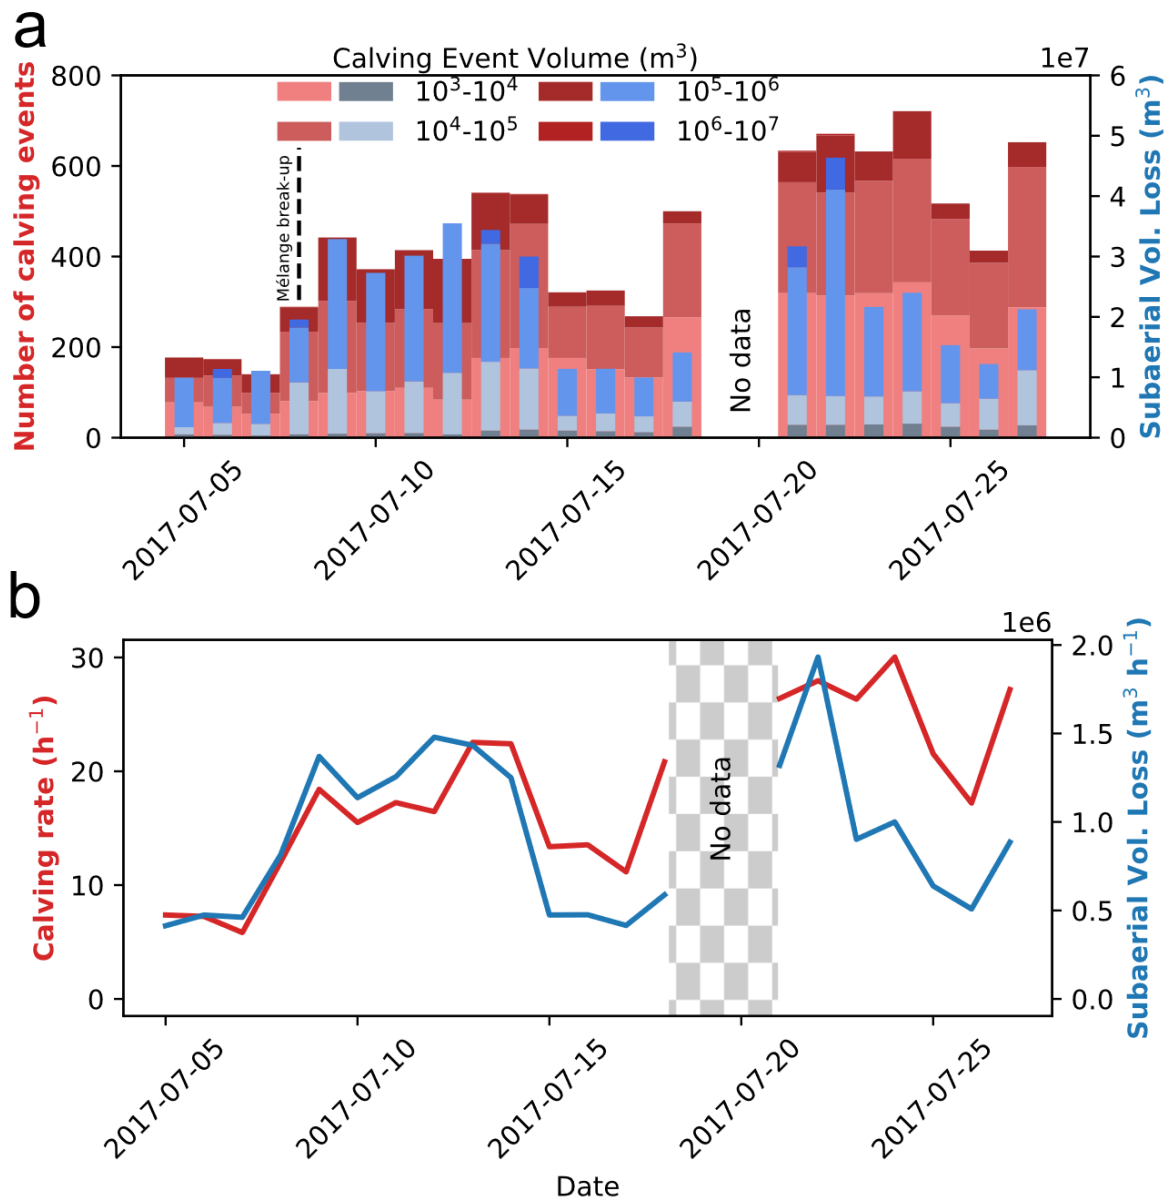 a
Calving Event Volume (m³)
1e7
10³-10⁴
10⁵-10⁶
10⁴-10⁵
10⁶-10⁷
Number of calving events
800
600
400
200
0
Mélange break-up
No data
6
5
4
3
2
1
0
Subaerial Vol. Loss (m³)
2017-07-05
2017-07-10
2017-07-15
2017-07-20
2017-07-25
b
1e6
Calving rate (h⁻¹)
30
20
10
0
No data
2.0
1.5
1.0
0.5
0.0
Subaerial Vol. Loss (m³ h⁻¹)
2017-07-05
2017-07-10
2017-07-15
2017-07-20
2017-07-25
Date